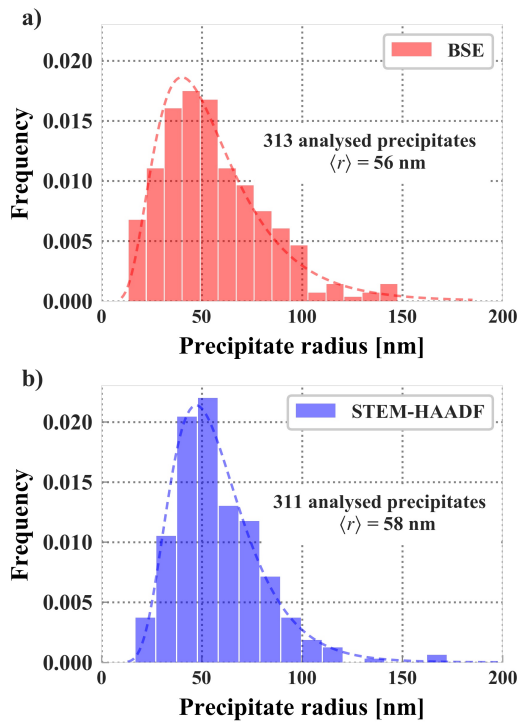 a)
BSE
0.020
0.015
0.010
0.005
0.000
Frequency
313 analysed precipitates
⟨r⟩ = 56 nm
0 50 100 150 200
Precipitate radius [nm]
b)
STEM-HAADF
0.020
0.015
0.010
0.005
0.000
Frequency
311 analysed precipitates
⟨r⟩ = 58 nm
0 50 100 150 200
Precipitate radius [nm]